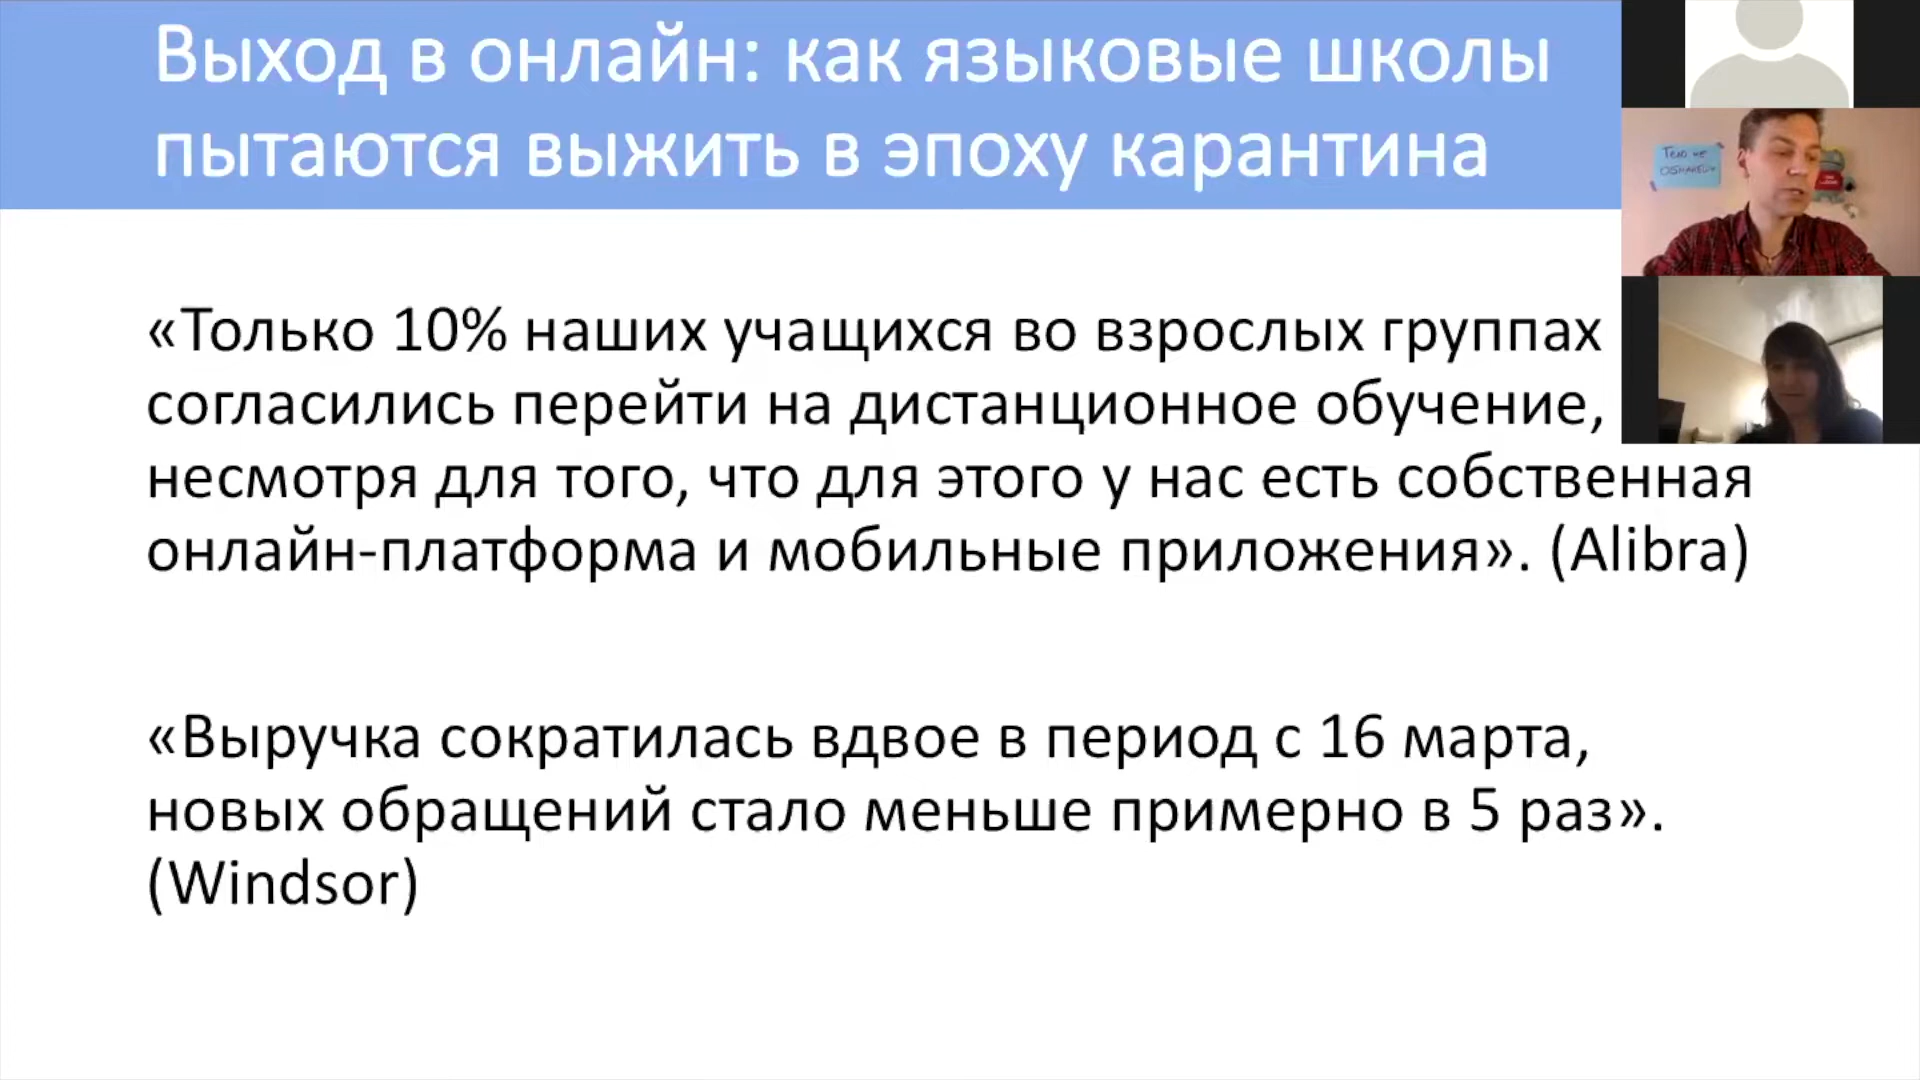 Выход в онлайн: как языковые школы
пытаются выжить в эпоху карантина
«Только 10% наших учащихся во взрослых группах
согласились перейти на дистанционное обучение,
несмотря для того, что для этого у нас есть собственная
онлайн-платформа и мобильные приложения». (Alibra)
«Выручка сократилась вдвое в период с 16 марта,
новых обращений стало меньше примерно в 5 раз».
(Windsor)
Тело не